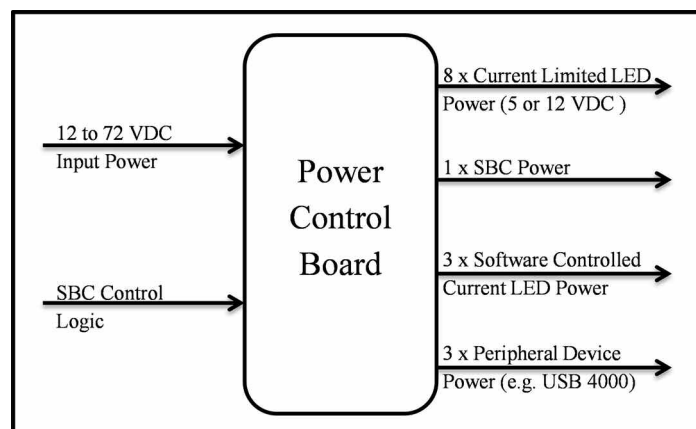 12 to 72 VDC
Input Power
SBC Control
Logic
Power
Control
Board
8 x Current Limited LED
Power (5 or 12 VDC )
1 x SBC Power
3 x Software Controlled
Current LED Power
3 x Peripheral Device
Power (e.g. USB 4000)